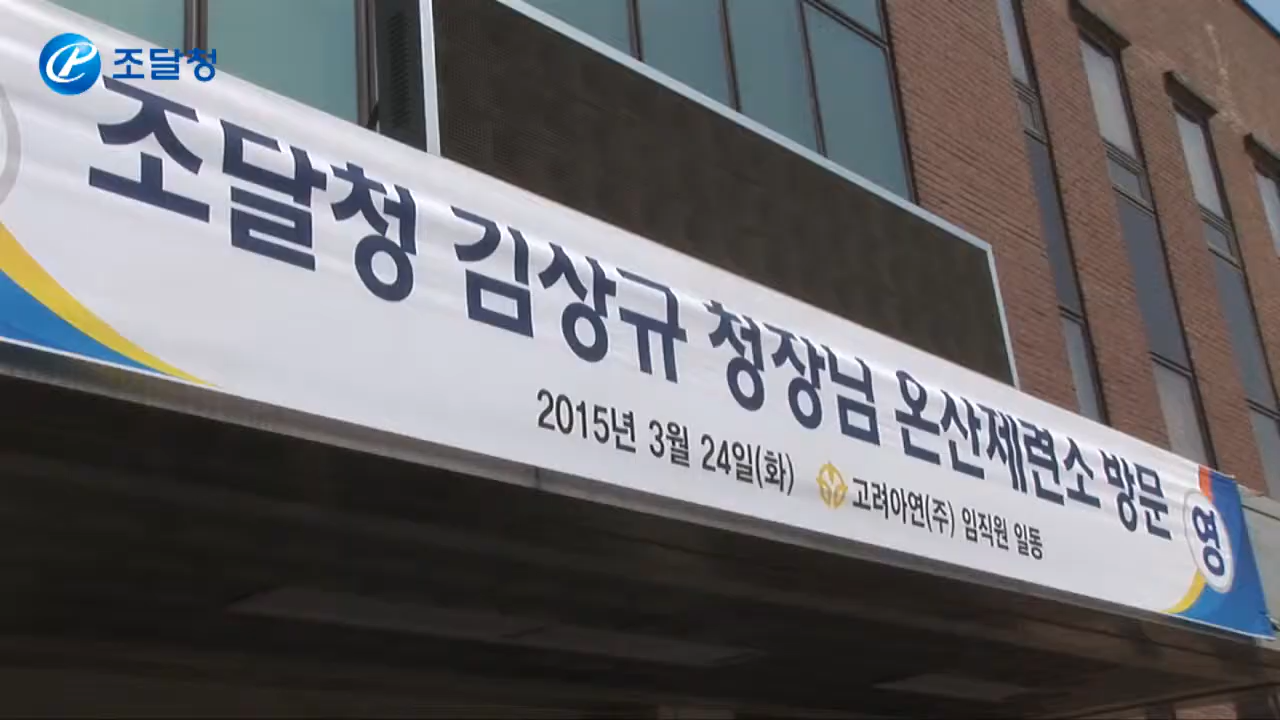 조달청
조달청 김상규 청장님 온산제련소 방문
영
2015년 3월 24일(화) 고려아연(주) 임직원 일동